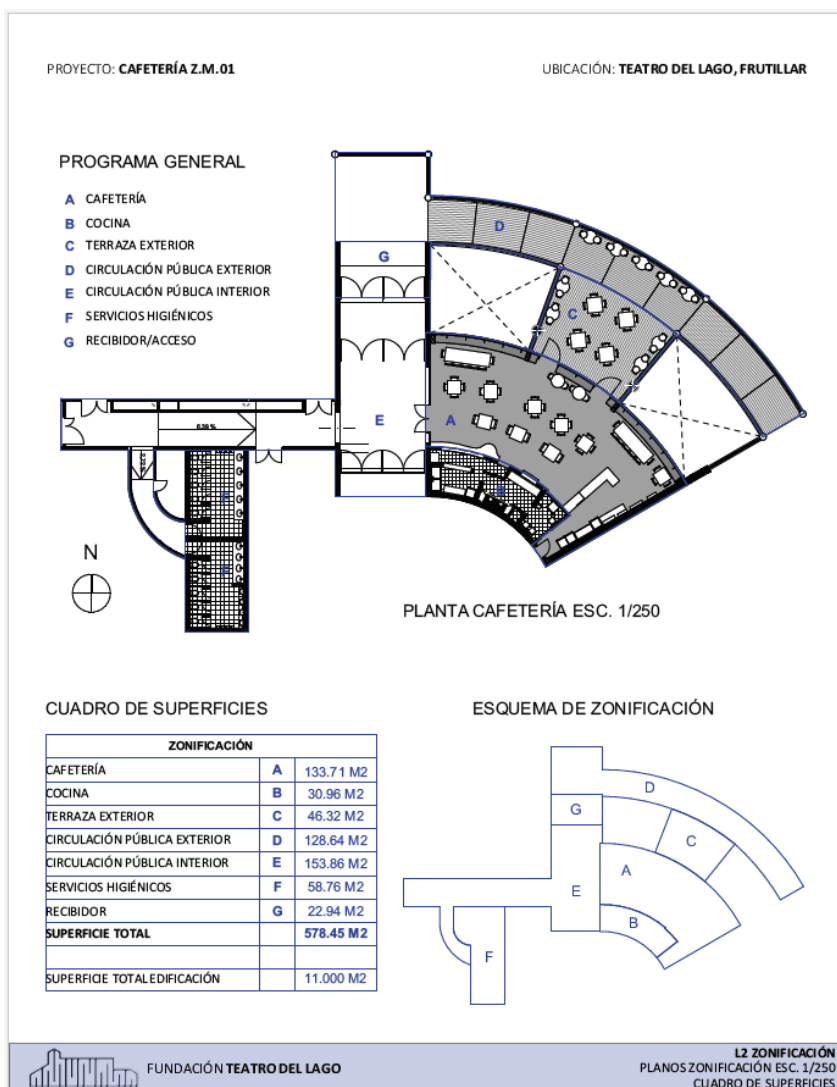 PROYECTO: CAFETERÍA Z.M.01
UBICACIÓN: TEATRO DEL LAGO, FRUTILLAR
PROGRAMA GENERAL
A CAFETERÍA
B COCINA
C TERRAZA EXTERIOR
D CIRCULACIÓN PÚBLICA EXTERIOR
E CIRCULACIÓN PÚBLICA INTERIOR
F SERVICIOS HIGIÉNICOS
G RECIBIDOR/ACCESO
D
G
C
E
A
B
N
PLANTA CAFETERÍA ESC. 1/250
CUADRO DE SUPERFICIES
ZONIFICACIÓN
CAFETERÍA A 133.71 M2
COCINA B 30.96 M2
TERRAZA EXTERIOR C 46.32 M2
CIRCULACIÓN PÚBLICA EXTERIOR D 128.64 M2
CIRCULACIÓN PÚBLICA INTERIOR E 153.86 M2
SERVICIOS HIGIÉNICOS F 58.76 M2
RECIBIDOR G 22.94 M2
SUPERFICIE TOTAL 578.45 M2
SUPERFICIE TOTAL EDIFICACIÓN 11.000 M2
ESQUEMA DE ZONIFICACIÓN
D
G
C
A
E
B
F
FUNDACIÓN TEATRO DEL LAGO
L2 ZONIFICACIÓN
PLANOS ZONIFICACIÓN ESC. 1/250
CUADRO DE SUPERFICIES